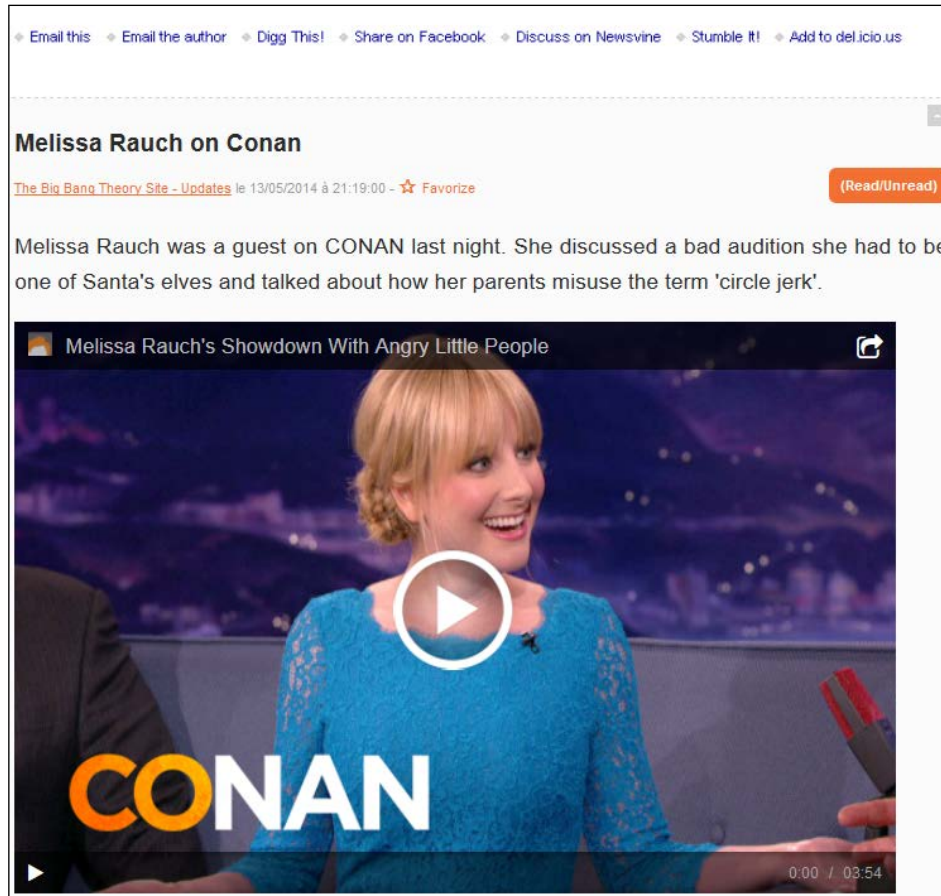 Email this Email the author Digg This! Share on Facebook Discuss on Newsvine Stumble It! Add to del.icio.us
Melissa Rauch on Conan
The Big Bang Theory Site - Updates le 13/05/2014 à 21:19:00 - Favorize
(Read/Unread)
Melissa Rauch was a guest on CONAN last night. She discussed a bad audition she had to be
one of Santa's elves and talked about how her parents misuse the term 'circle jerk'.
Melissa Rauch's Showdown With Angry Little People
CONAN
0:00 / 03:54